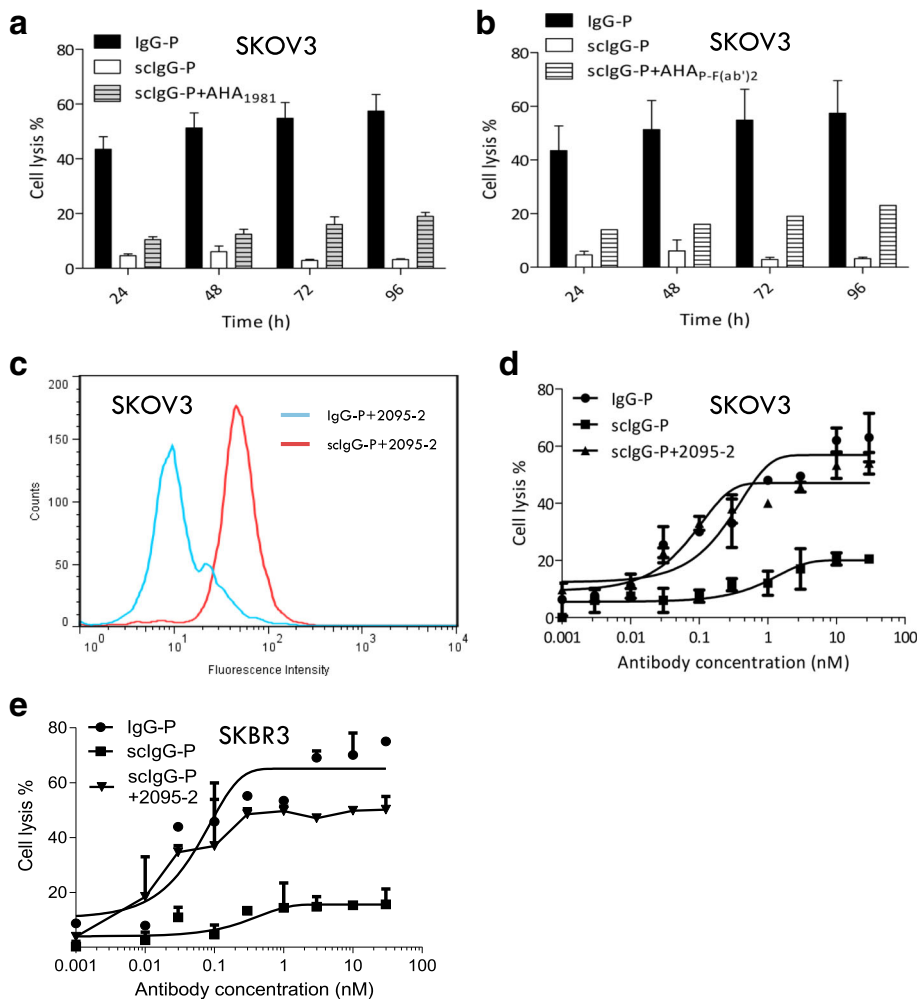 a
SKOV3
IgG-P
scIgG-P
scIgG-P+AHA1981
Cell lysis %
80
60
40
20
0
24
48
72
96
Time (h)
b
SKOV3
IgG-P
scIgG-P
scIgG-P+AHAP-F(ab')2
Cell lysis %
80
60
40
20
0
24
48
72
96
Time (h)
c
SKOV3
IgG-P+2095-2
scIgG-P+2095-2
Counts
200
150
100
50
0
10^0
10^1
10^2
10^3
10^4
Fluorescence Intensity
d
SKOV3
IgG-P
scIgG-P
scIgG-P+2095-2
Cell lysis %
80
60
40
20
0
0.001
0.01
0.1
1
10
100
Antibody concentration (nM)
e
SKBR3
IgG-P
scIgG-P
scIgG-P
+2095-2
Cell lysis %
80
60
40
20
0.001
0.01
0.1
1
10
100
Antibody concentration (nM)